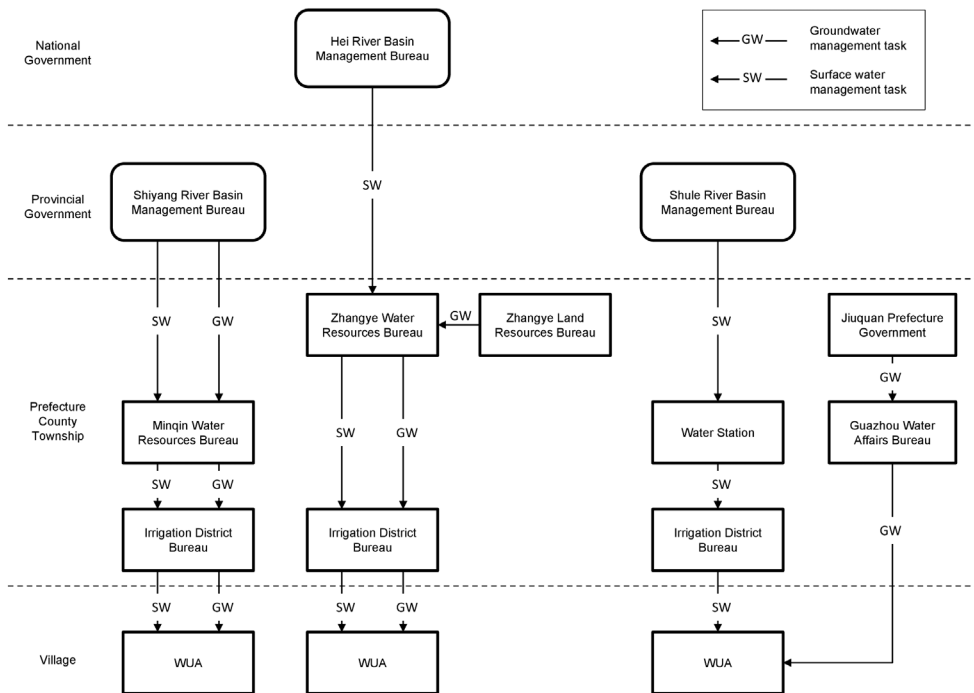 National
Government
Hei River Basin
Management Bureau
GW
Groundwater
management task
SW
Surface water
management task
SW
Provincial
Government
Shiyang River Basin
Management Bureau
Shule River Basin
Management Bureau
Zhangye Water
Resources Bureau
GW
Zhangye Land
Resources Bureau
Jiuquan Prefecture
Government
SW
GW
SW
GW
Prefecture
County
Township
Minqin Water
Resources Bureau
SW
GW
Water Station
Guazhou Water
Affairs Bureau
SW
GW
SW
GW
Irrigation District
Bureau
Irrigation District
Bureau
Irrigation District
Bureau
SW
GW
SW
GW
SW
Village
WUA
WUA
WUA